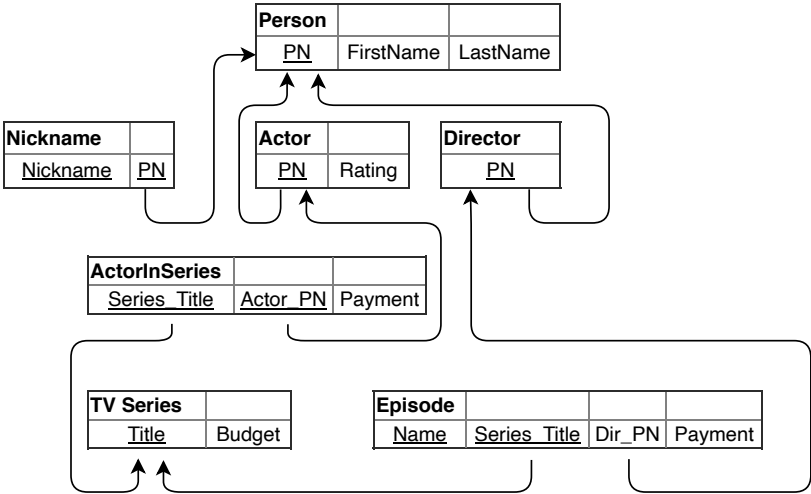 Person
PN FirstName LastName
Nickname
Nickname PN
Actor
PN Rating
Director
PN
ActorInSeries
Series_Title Actor_PN Payment
TV Series
Title Budget
Episode
Name Series_Title Dir_PN Payment